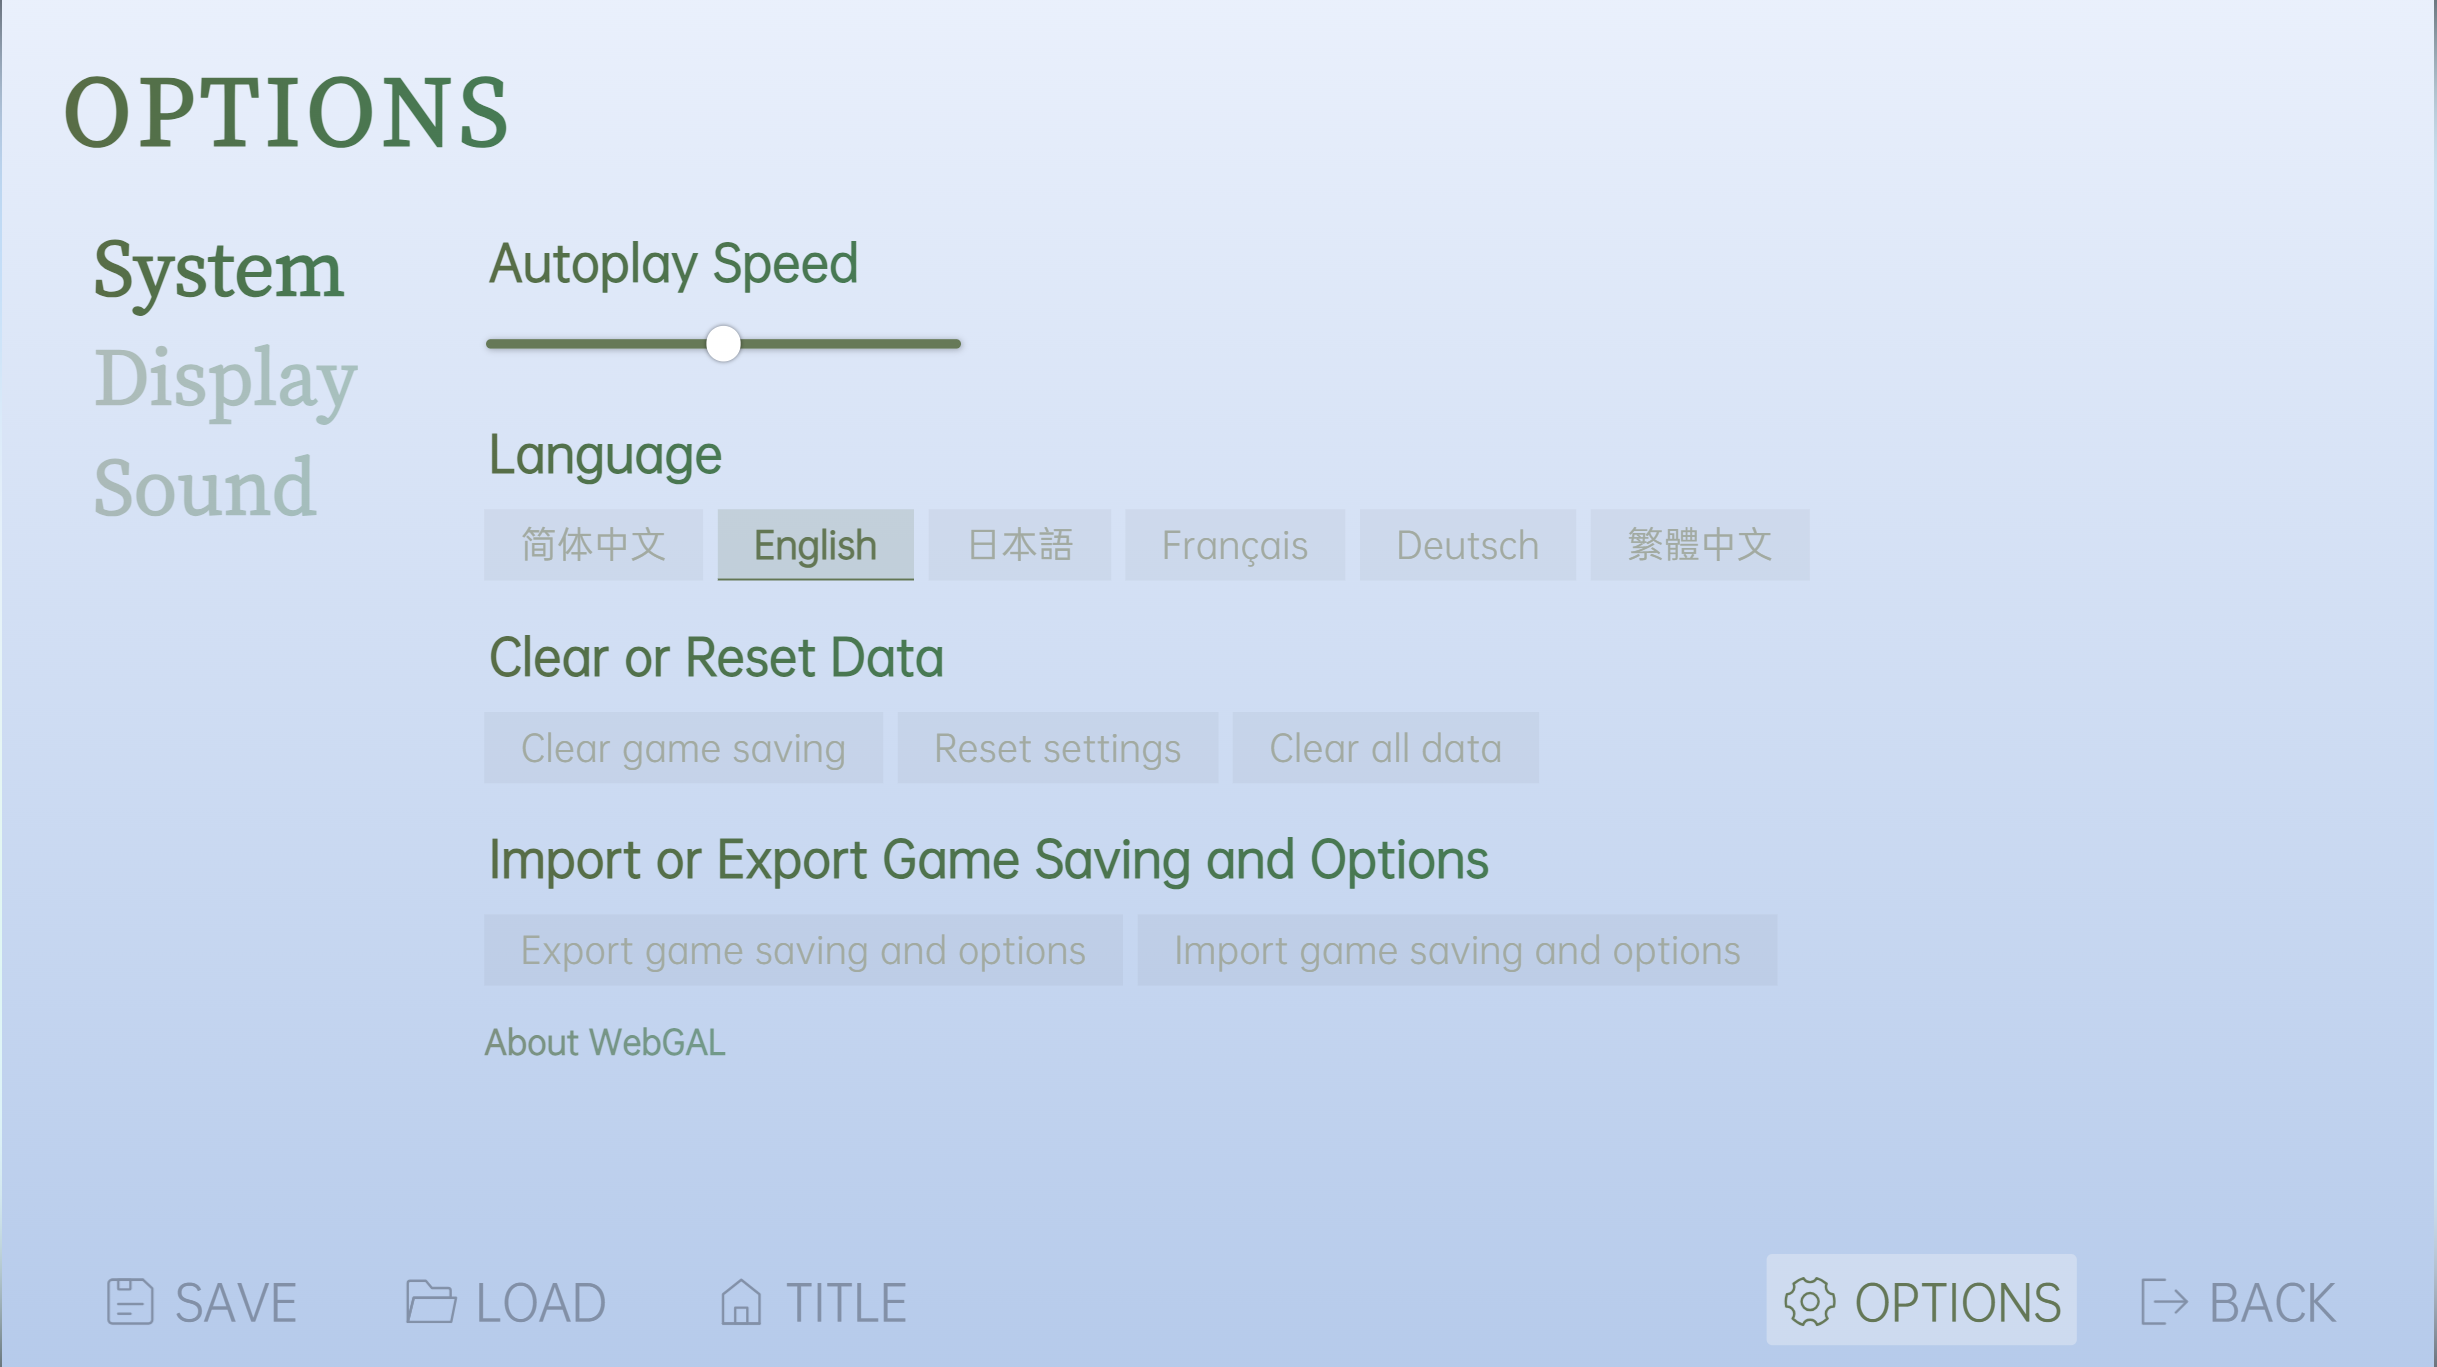 OPTIONS
System
Display
Sound
Autoplay Speed
Language
简体中文 English 日本語 Français Deutsch 繁體中文
Clear or Reset Data
Clear game saving Reset settings Clear all data
Import or Export Game Saving and Options
Export game saving and options Import game saving and options
About WebGAL
SAVE LOAD TITLE OPTIONS BACK